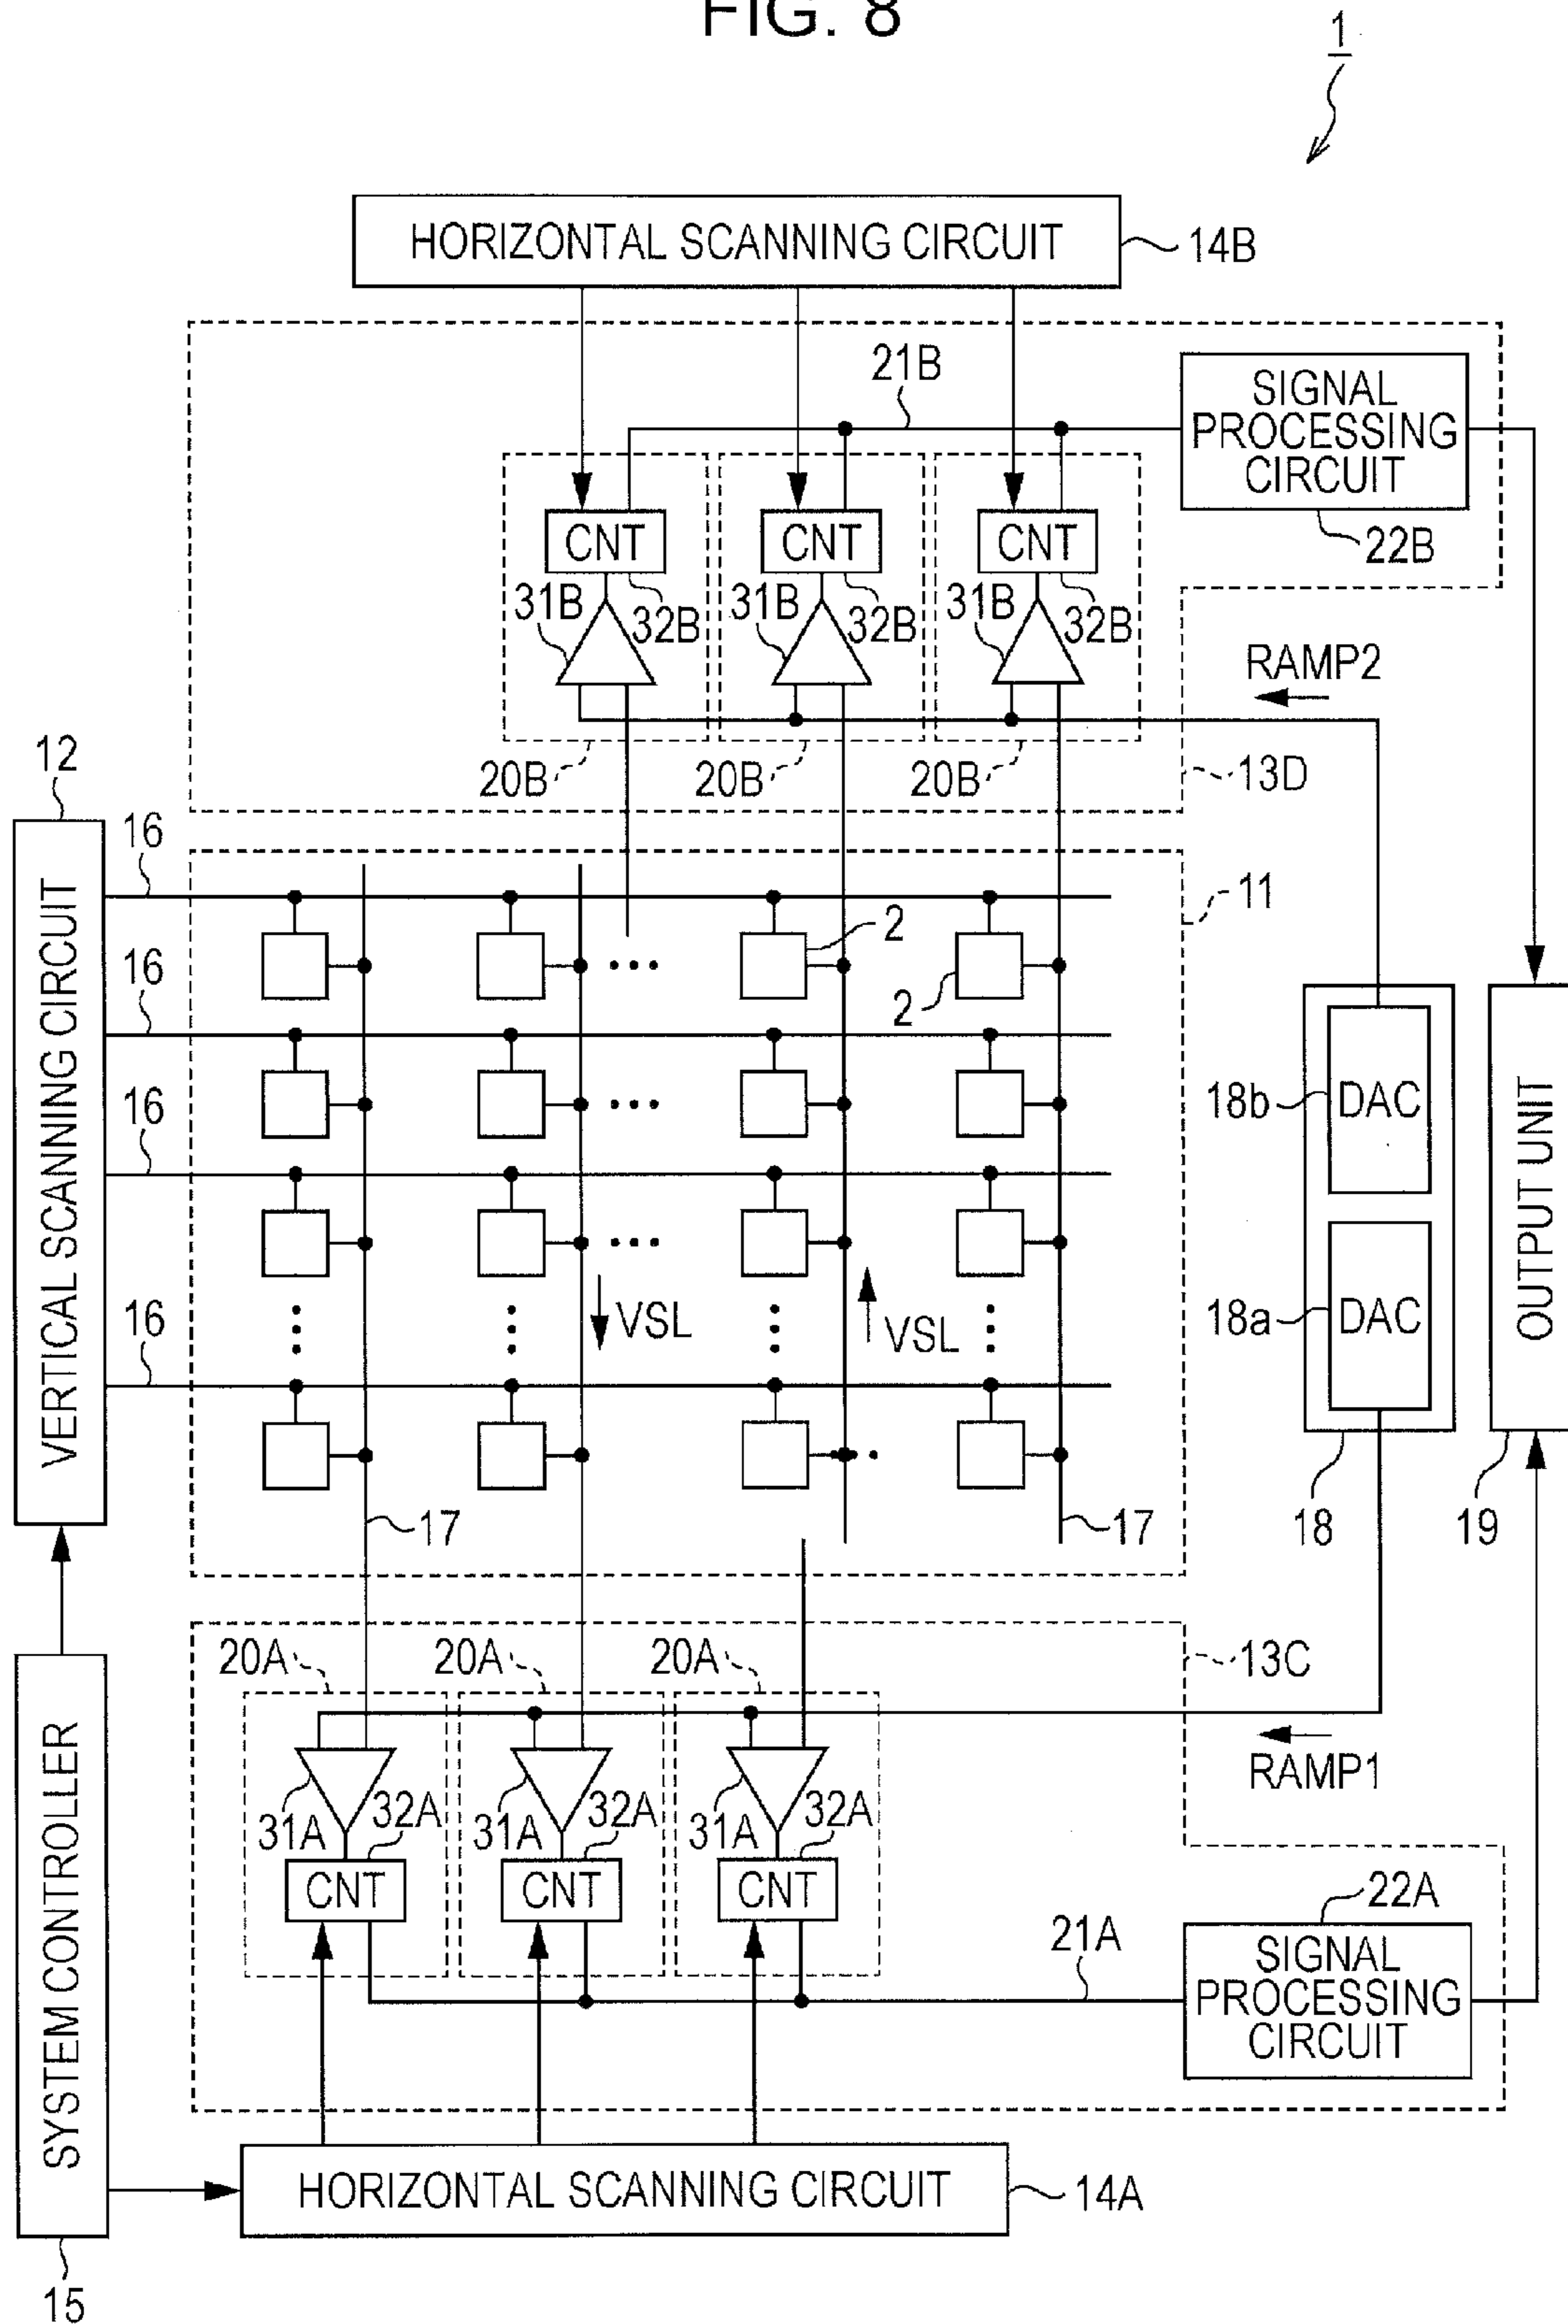 FIG. 8
1
HORIZONTAL SCANNING CIRCUIT
14B
21B
SIGNAL
PROCESSING
CIRCUIT
22B
CNT
CNT
CNT
31B
32B
31B
32B
31B
32B
RAMP2
20B
20B
20B
13D
12
VERTICAL SCANNING CIRCUIT
16
16
16
16
11
2
2
VSL
VSL
17
17
18b
DAC
18a
DAC
18
OUTPUT UNIT
19
SYSTEM CONTROLLER
15
20A
20A
20A
13C
RAMP1
31A
32A
31A
32A
31A
32A
CNT
CNT
CNT
22A
21A
SIGNAL
PROCESSING
CIRCUIT
HORIZONTAL SCANNING CIRCUIT
14A